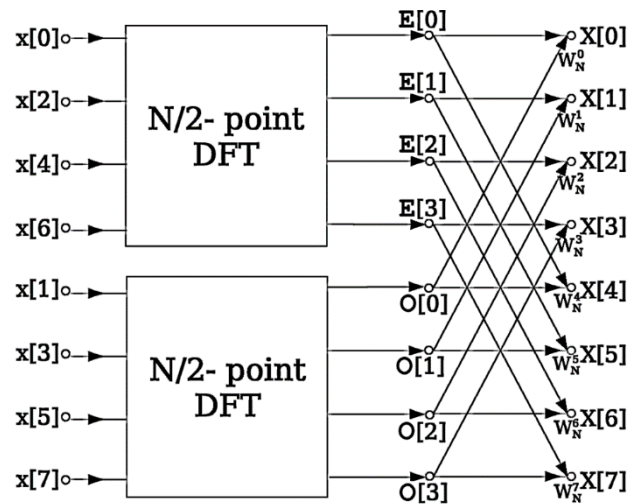 x[0]
x[2]
x[4]
x[6]
N/2- point
DFT
E[0]
E[1]
E[2]
E[3]
x[1]
x[3]
x[5]
x[7]
N/2- point
DFT
O[0]
O[1]
O[2]
O[3]
W_N^0 X[0]
W_N^1 X[1]
W_N^2 X[2]
W_N^3 X[3]
W_N^4 X[4]
W_N^5 X[5]
W_N^6 X[6]
W_N^7 X[7]